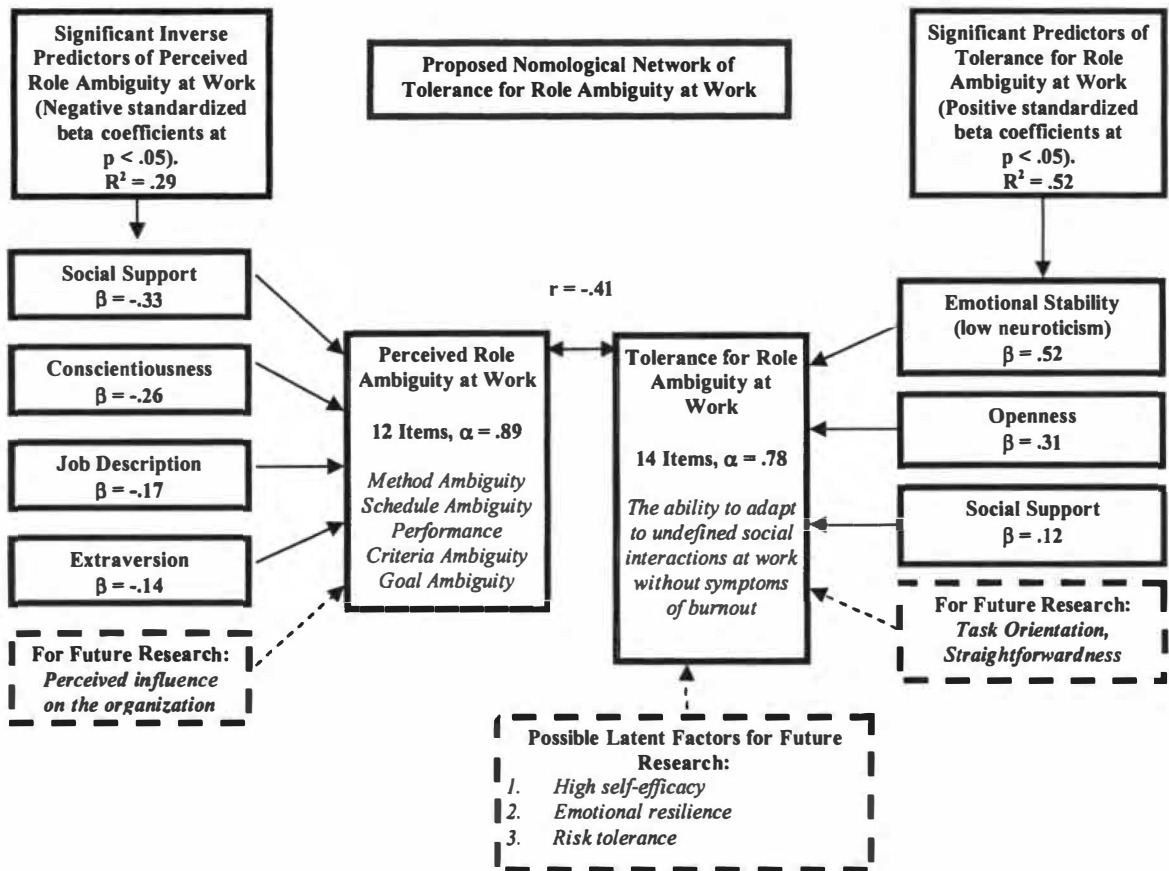 Significant Inverse
Predictors of Perceived
Role Ambiguity at Work
(Negative standardized
beta coefficients at
p < .05).
R² = .29
Proposed Nomological Network of
Tolerance for Role Ambiguity at Work
Significant Predictors of
Tolerance for Role
Ambiguity at Work
(Positive standardized
beta coefficients at
p < .05).
R² = .52
Social Support
β = -.33
Conscientiousness
β = -.26
Job Description
β = -.17
Extraversion
β = -.14
For Future Research:
Perceived influence
on the organization
r = -.41
Perceived Role
Ambiguity at Work
12 Items, α = .89
Method Ambiguity
Schedule Ambiguity
Performance
Criteria Ambiguity
Goal Ambiguity
Tolerance for Role
Ambiguity at
Work
14 Items, α = .78
The ability to adapt
to undefined social
interactions at work
without symptoms
of burnout
Emotional Stability
(low neuroticism)
β = .52
Openness
β = .31
Social Support
β = .12
For Future Research:
Task Orientation,
Straightforwardness
Possible Latent Factors for Future
Research:
1. High self-efficacy
2. Emotional resilience
3. Risk tolerance